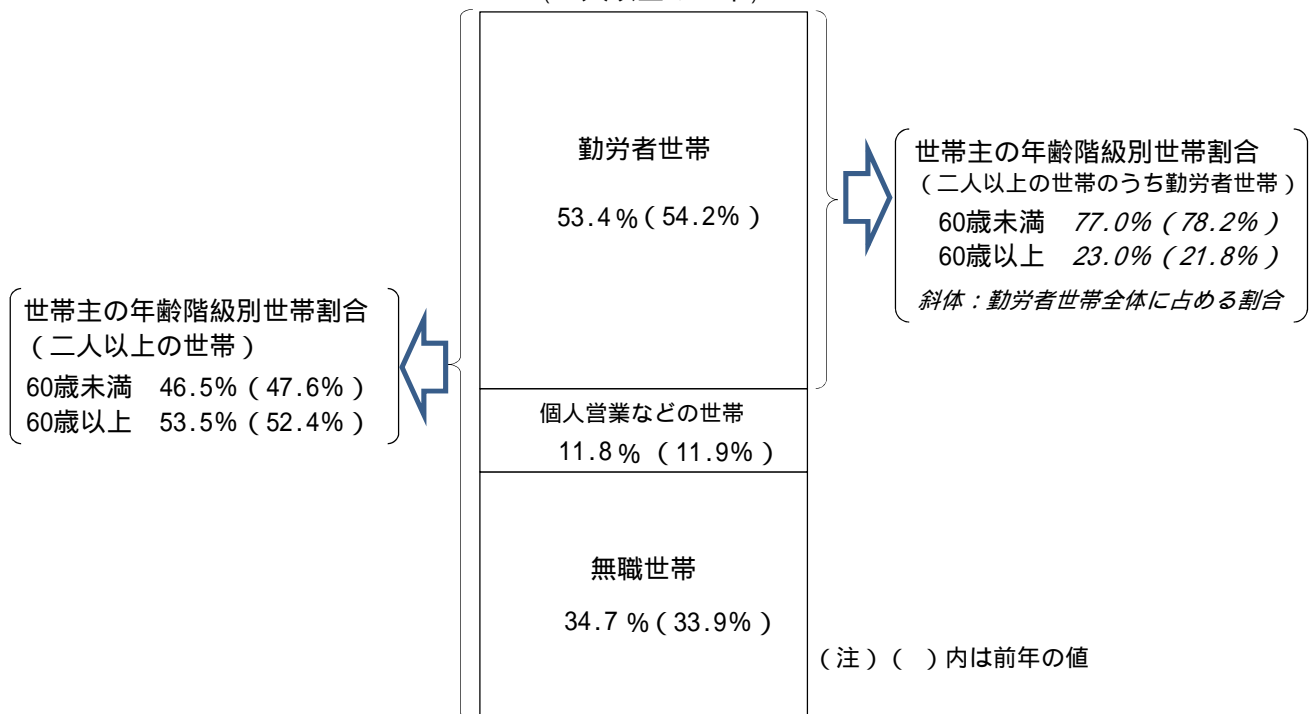 勤労者世帯
53.4％(54.2%)
世帯主の年齢階級別世帯割合
（二人以上の世帯のうち勤労者世帯）
60歳未満　77.0%（78.2%）
60歳以上　23.0%（21.8%）
斜体：勤労者世帯全体に占める割合
世帯主の年齢階級別世帯割合
（二人以上の世帯）
60歳未満　46.5%（47.6%）
60歳以上　53.5%（52.4%）
個人営業などの世帯
11.8％（11.9%）
無職世帯
34.7％（33.9%）
（注）（　）内は前年の値